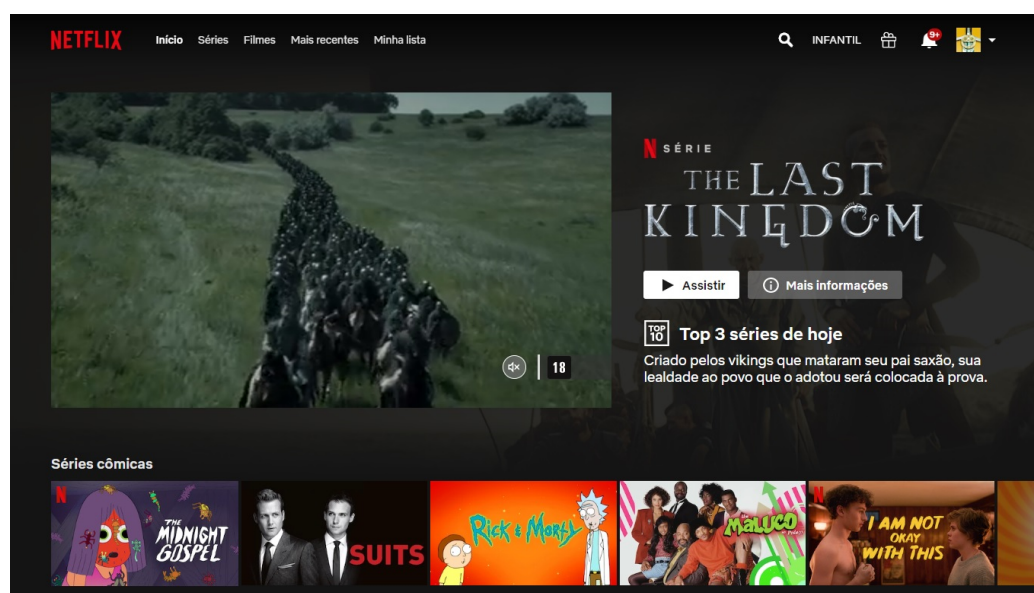 NETFLIX Início Séries Filmes Mais recentes Minha lista INFANTIL 9+
N SÉRIE
THE LAST
KINGDOM
Assistir Mais informações
TOP
10 Top 3 séries de hoje
Criado pelos vikings que mataram seu pai saxão, sua
lealdade ao povo que o adotou será colocada à prova.
18
Séries cômicas
N
THE
MIDNIGHT
GOSPEL
SUITS
Rick & Morty
MALUCO
N
I AM NOT
OKAY
WITH THIS